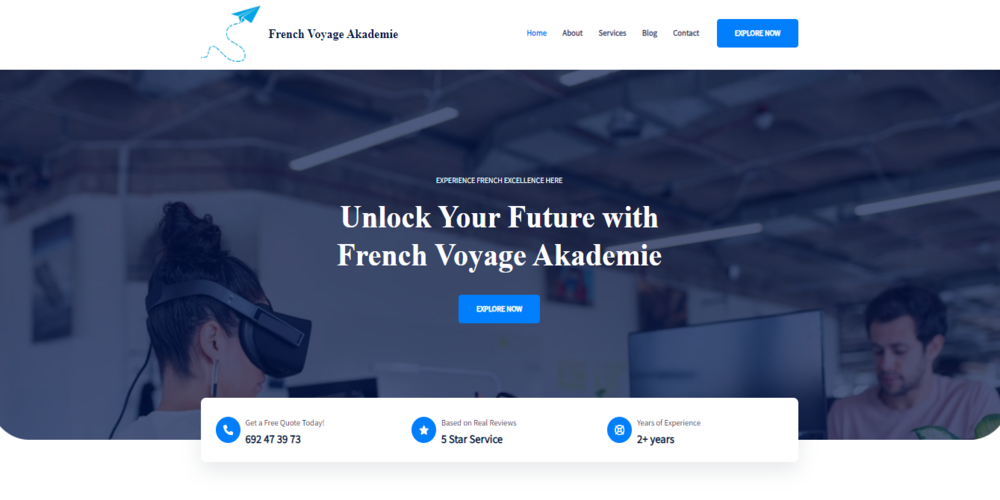 French Voyage Akademie
Home About Services Blog Contact EXPLORE NOW
EXPERIENCE FRENCH EXCELLENCE HERE
Unlock Your Future with
French Voyage Akademie
EXPLORE NOW
Get a Free Quote Today!
692 47 39 73
Based on Real Reviews
5 Star Service
Years of Experience
2+ years